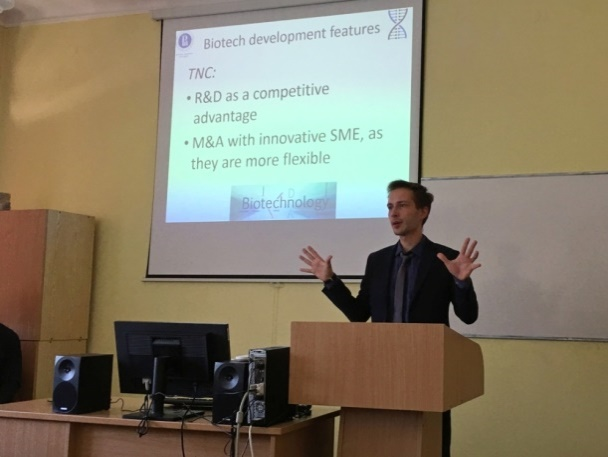 Biotech development features
TNC:
• R&D as a competitive
advantage
• M&A with innovative SME, as
they are more flexible
Biotechnology